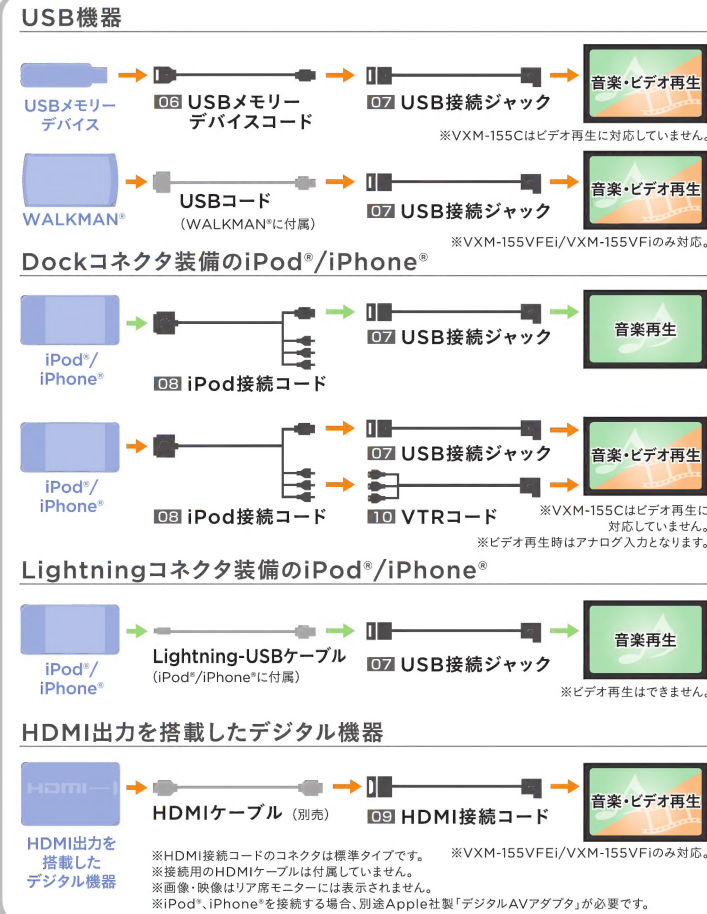 USB機器
USBメモリー
デバイス
06 USBメモリー
デバイスコード
07 USB接続ジャック
音楽・ビデオ再生
※VXM-155Cはビデオ再生に対応していません。
WALKMAN®
USBコード
(WALKMAN®に付属)
07 USB接続ジャック
音楽・ビデオ再生
※VXM-155VFEi/VXM-155VFiのみ対応。
Dockコネクタ装備のiPod®/iPhone®
iPod®/
iPhone®
08 iPod接続コード
07 USB接続ジャック
音楽再生
iPod®/
iPhone®
08 iPod接続コード
07 USB接続ジャック
10 VTRコード
音楽・ビデオ再生
※VXM-155Cはビデオ再生に
対応していません。
※ビデオ再生時はアナログ入力となります。
Lightningコネクタ装備のiPod®/iPhone®
iPod®/
iPhone®
Lightning-USBケーブル
(iPod®/iPhone®に付属)
07 USB接続ジャック
音楽再生
※ビデオ再生はできません。
HDMI出力を搭載したデジタル機器
HDMI
HDMI出力を
搭載した
デジタル機器
HDMIケーブル (別売)
09 HDMI接続コード
音楽・ビデオ再生
※VXM-155VFEi/VXM-155VFiのみ対応。
※HDMI接続コードのコネクタは標準タイプです。
※接続用のHDMIケーブルは付属していません。
※画像・映像はリア席モニターには表示されません。
※iPod®、iPhone®を接続する場合、別途Apple社製「デジタルAVアダプタ」が必要です。